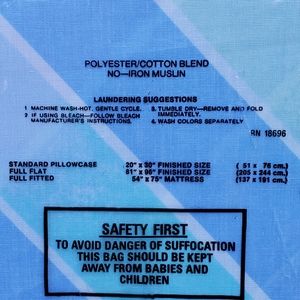 POLYESTER/COTTON BLEND
NO-IRON MUSLIN
LAUNDERING SUGGESTIONS
1 MACHINE WASH-HOT, GENTLE CYCLE.
2 IF USING BLEACH—FOLLOW BLEACH
MANUFACTURER'S INSTRUCTIONS.
3. TUMBLE DRY—REMOVE AND FOLD
IMMEDIATELY.
4. WASH COLORS SEPARATELY
RN 18696
STANDARD PILLOWCASE 20" x 30" FINISHED SIZE ( 51 x 76 cm.)
FULL FLAT 81" x 96" FINISHED SIZE (205 x 244 cm.)
FULL FITTED 54" x 75" MATTRESS (137 x 191 cm.)
SAFETY FIRST
TO AVOID DANGER OF SUFFOCATION
THIS BAG SHOULD BE KEPT
AWAY FROM BABIES AND
CHILDREN